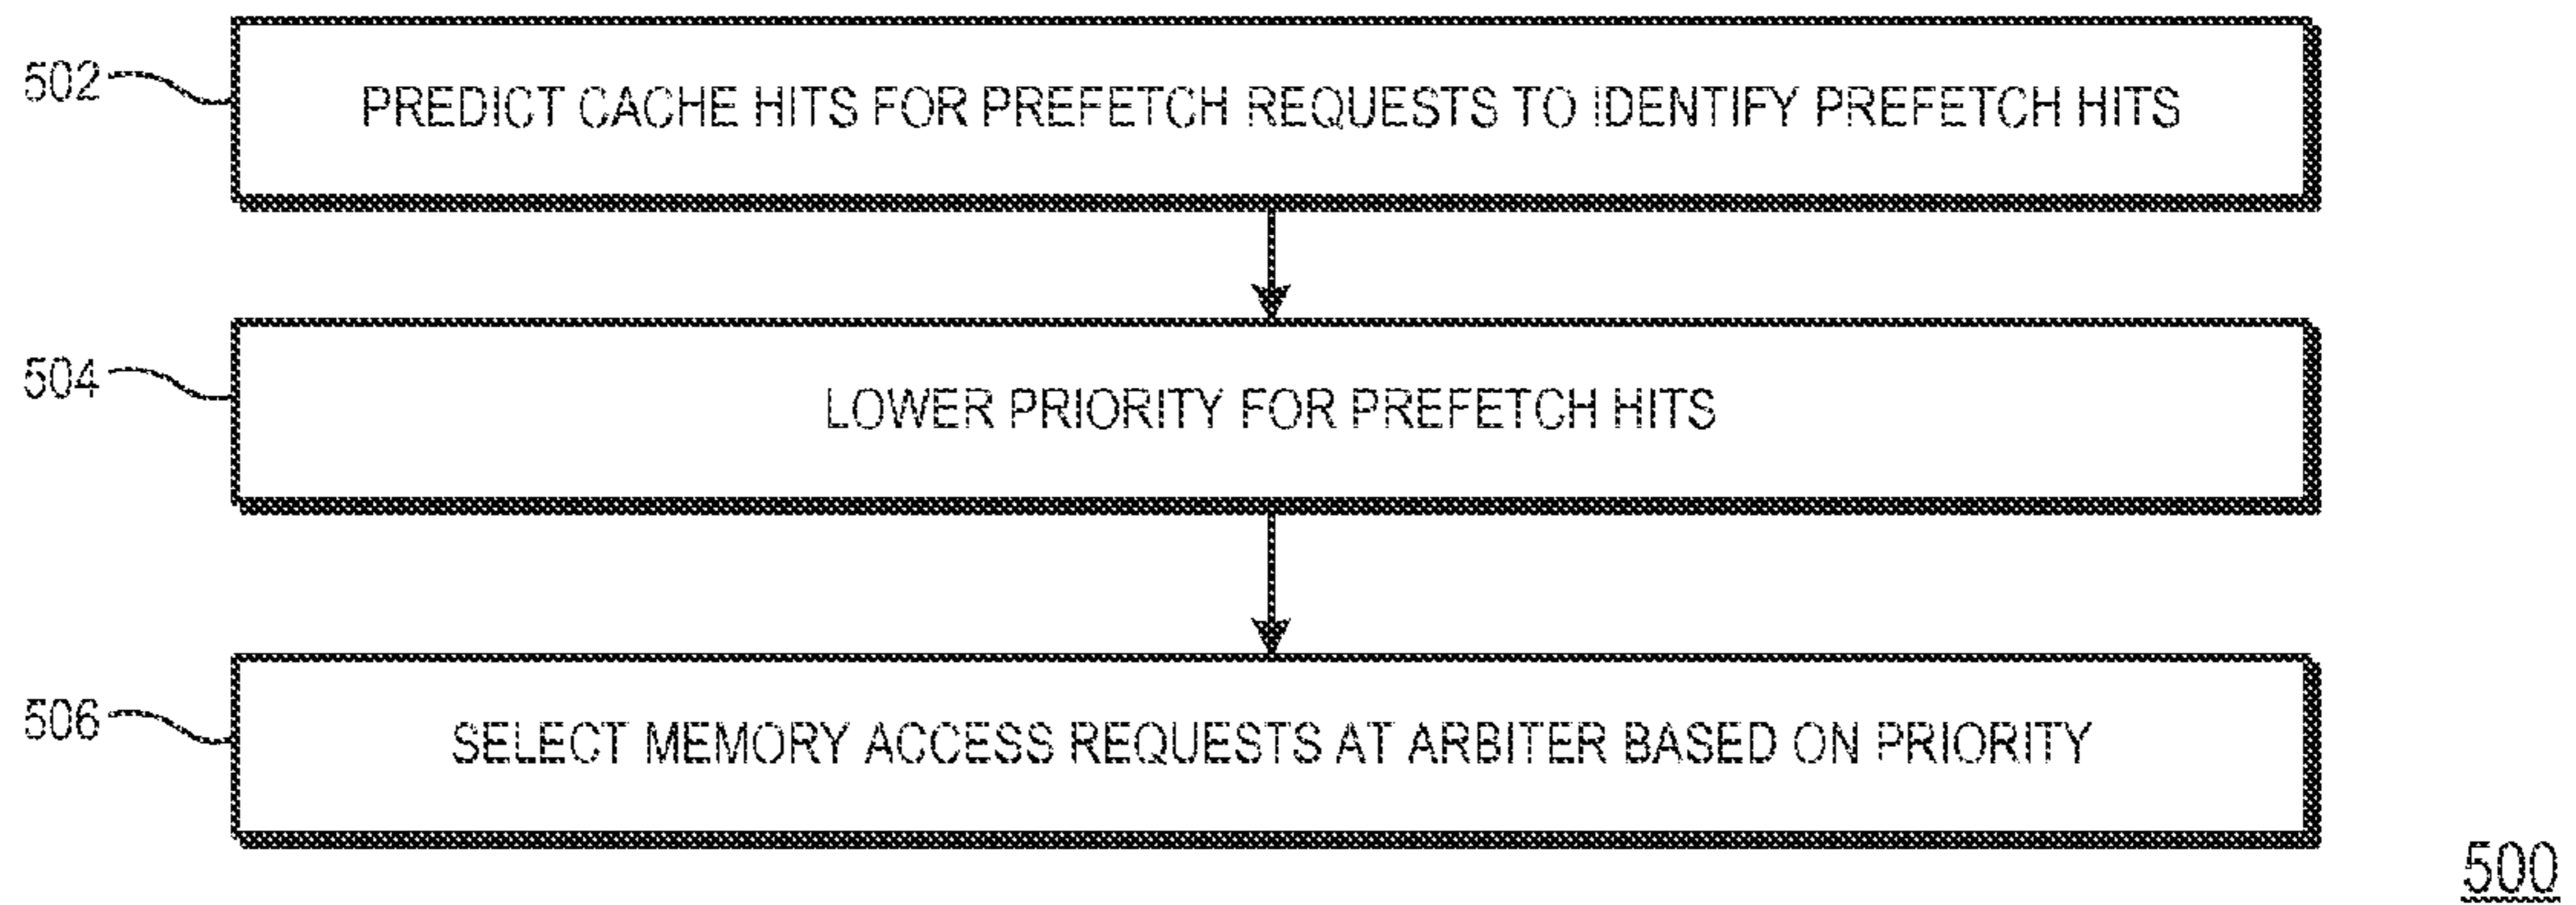 502
PREDICT CACHE HITS FOR PREFETCH REQUESTS TO IDENTIFY PREFETCH HITS
504
LOWER PRIORITY FOR PREFETCH HITS
506
SELECT MEMORY ACCESS REQUESTS AT ARBITER BASED ON PRIORITY
500